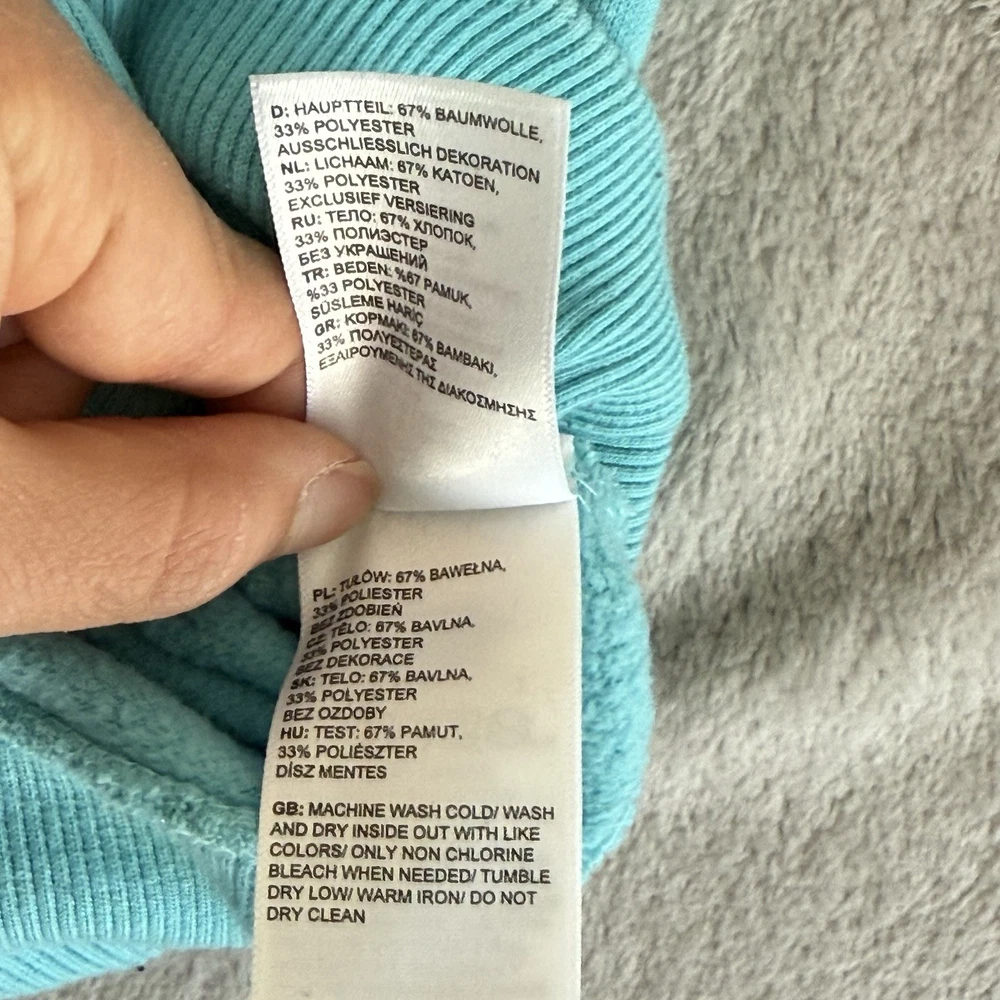 D: HAUPTTEIL: 67% BAUMWOLLE,
33% POLYESTER
AUSSCHLIESSLICH DEKORATION
NL: LICHAAM: 67% KATOEN,
33% POLYESTER
EXCLUSIEF VERSIERING
RU: ТЕЛО: 67% ХЛОПОК,
33% ПОЛИЭСТЕР
БЕЗ УКРАШЕНИЙ
TR: BEDEN: %67 PAMUK,
%33 POLYESTER
SÜSLEME HARİÇ
GR: ΚΟΡΜΑΚΙ: 67% ΒΑΜΒΑΚΙ,
33% ΠΟΛΥΕΣΤΕΡΑΣ
ΕΞΑΙΡΟΥΜΕΝΗΣ ΤΗΣ ΔΙΑΚΟΣΜΗΣΗΣ
PL: TUŁÓW: 67% BAWEŁNA,
33% POLIESTER
BEZ ZDOBIEŃ
CZ: TĚLO: 67% BAVLNA,
33% POLYESTER
BEZ DEKORACE
SK: TELO: 67% BAVLNA,
33% POLYESTER
BEZ OZDOBY
HU: TEST: 67% PAMUT,
33% POLIÉSZTER
DÍSZ MENTES
GB: MACHINE WASH COLD/ WASH
AND DRY INSIDE OUT WITH LIKE
COLORS/ ONLY NON CHLORINE
BLEACH WHEN NEEDED/ TUMBLE
DRY LOW/ WARM IRON/ DO NOT
DRY CLEAN